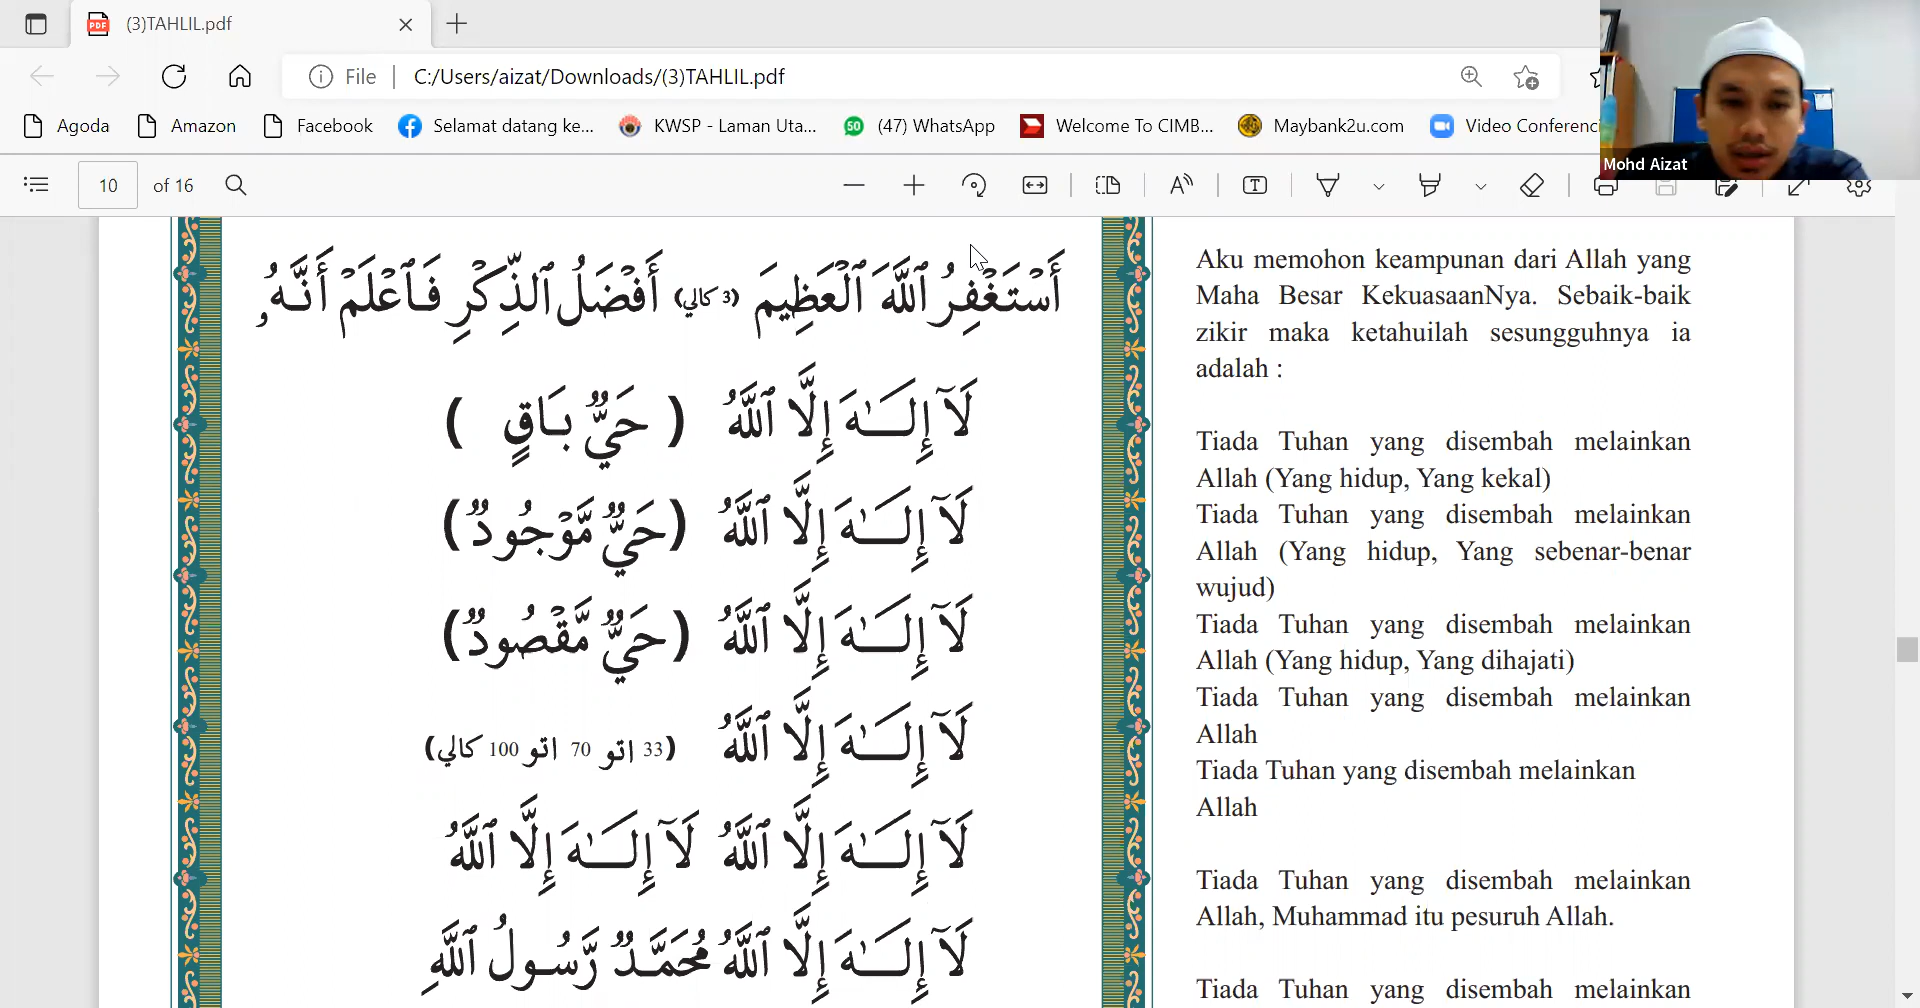 (3)TAHLIL.pdf
File C:/Users/aizat/Downloads/(3)TAHLIL.pdf
Agoda Amazon Facebook Selamat datang ke... KWSP - Laman Uta... (47) WhatsApp Welcome To CIMB... Maybank2u.com Video Conferenci
Mohd Aizat
10 of 16
أَسْتَغْفِرُ ٱللَّهَ ٱلْعَظِيمَ (3 كالي) أَفْضَلُ ٱلذِّكْرِ فَٱعْلَمْ أَنَّهُۥ
لَآ إِلَـٰهَ إِلَّا ٱللَّهُ ( حَيٌّ بَاقٍ )
لَآ إِلَـٰهَ إِلَّا ٱللَّهُ (حَيٌّ مَّوْجُودٌ)
لَآ إِلَـٰهَ إِلَّا ٱللَّهُ (حَيٌّ مَّقْصُودٌ)
لَآ إِلَـٰهَ إِلَّا ٱللَّهُ (33 اتو 70 اتو 100 كالي)
لَآ إِلَـٰهَ إِلَّا ٱللَّهُ لَآ إِلَـٰهَ إِلَّا ٱللَّهُ
لَآ إِلَـٰهَ إِلَّا ٱللَّهُ مُحَمَّدٌ رَّسُولُ ٱللَّهِ
Aku memohon keampunan dari Allah yang
Maha Besar KekuasaanNya. Sebaik-baik
zikir maka ketahuilah sesungguhnya ia
adalah :
Tiada Tuhan yang disembah melainkan
Allah (Yang hidup, Yang kekal)
Tiada Tuhan yang disembah melainkan
Allah (Yang hidup, Yang sebenar-benar
wujud)
Tiada Tuhan yang disembah melainkan
Allah (Yang hidup, Yang dihajati)
Tiada Tuhan yang disembah melainkan
Allah
Tiada Tuhan yang disembah melainkan
Allah
Tiada Tuhan yang disembah melainkan
Allah, Muhammad itu pesuruh Allah.
Tiada Tuhan yang disembah melainkan